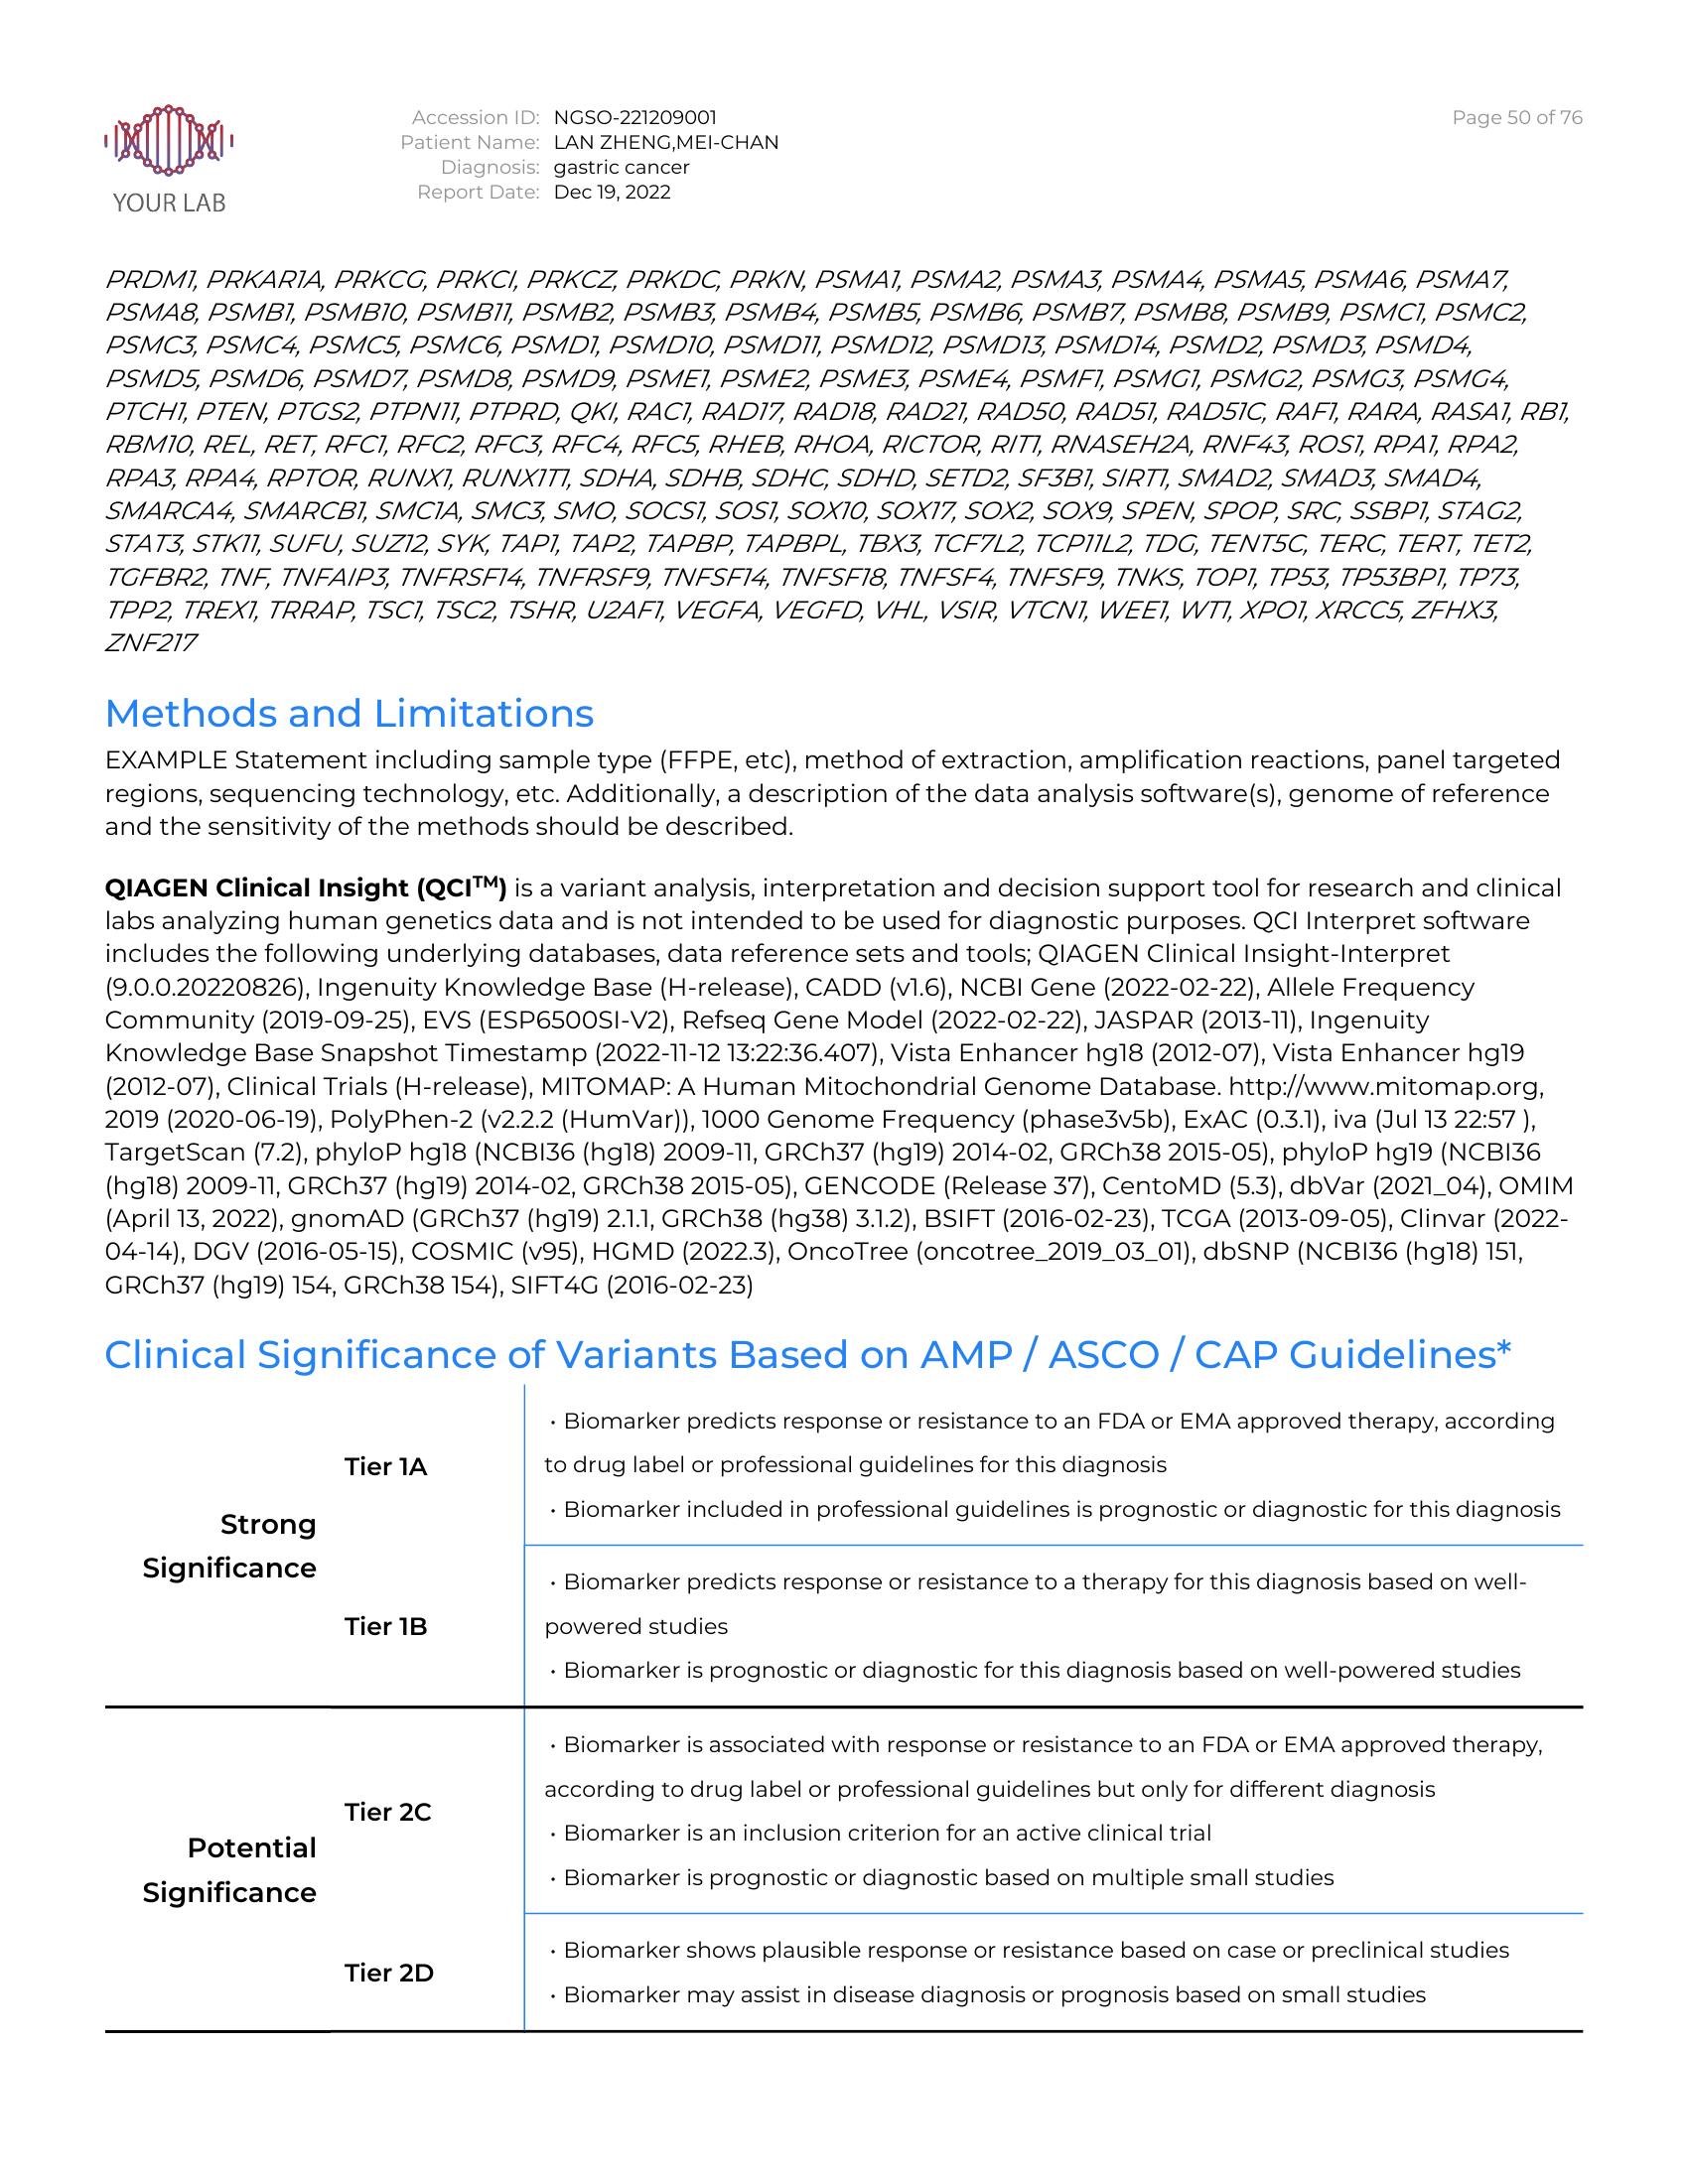 YOUR LAB
Accession ID: NGSO-221209001
Patient Name: LAN ZHENG,MEI-CHAN
Diagnosis: gastric cancer
Report Date: Dec 19, 2022
Page 50 of 76
PRDM1, PRKAR1A, PRKCG, PRKCI, PRKCZ, PRKDC, PRKN, PSMA1, PSMA2, PSMA3, PSMA4, PSMA5, PSMA6, PSMA7,
PSMA8, PSMB1, PSMB10, PSMB11, PSMB2, PSMB3, PSMB4, PSMB5, PSMB6, PSMB7, PSMB8, PSMB9, PSMC1, PSMC2,
PSMC3, PSMC4, PSMC5, PSMC6, PSMD1, PSMD10, PSMD11, PSMD12, PSMD13, PSMD14, PSMD2, PSMD3, PSMD4,
PSMD5, PSMD6, PSMD7, PSMD8, PSMD9, PSME1, PSME2, PSME3, PSME4, PSMF1, PSMG1, PSMG2, PSMG3, PSMG4,
PTCH1, PTEN, PTGS2, PTPN11, PTPRD, QKI, RAC1, RAD17, RAD18, RAD21, RAD50, RAD51, RAD51C, RAF1, RARA, RASA1, RB1,
RBM10, REL, RET, RFC1, RFC2, RFC3, RFC4, RFC5, RHEB, RHOA, RICTOR, RIT1, RNASEH2A, RNF43, ROS1, RPA1, RPA2,
RPA3, RPA4, RPTOR, RUNX1, RUNX1T1, SDHA, SDHB, SDHC, SDHD, SETD2, SF3B1, SIRT1, SMAD2, SMAD3, SMAD4,
SMARCA4, SMARCB1, SMC1A, SMC3, SMO, SOCS1, SOS1, SOX10, SOX17, SOX2, SOX9, SPEN, SPOP, SRC, SSBP1, STAG2,
STAT3, STK11, SUFU, SUZ12, SYK, TAP1, TAP2, TAPBP, TAPBPL, TBX3, TCF7L2, TCP11L2, TDG, TENT5C, TERC, TERT, TET2,
TGFBR2, TNF, TNFAIP3, TNFRSF14, TNFRSF9, TNFSF14, TNFSF18, TNFSF4, TNFSF9, TNKS, TOP1, TP53, TP53BP1, TP73,
TPP2, TREX1, TRRAP, TSC1, TSC2, TSHR, U2AF1, VEGFA, VEGFD, VHL, VSIR, VTCN1, WEE1, WT1, XPO1, XRCC5, ZFHX3,
ZNF217
Methods and Limitations
EXAMPLE Statement including sample type (FFPE, etc), method of extraction, amplification reactions, panel targeted
regions, sequencing technology, etc. Additionally, a description of the data analysis software(s), genome of reference
and the sensitivity of the methods should be described.
QIAGEN Clinical Insight (QCI™) is a variant analysis, interpretation and decision support tool for research and clinical
labs analyzing human genetics data and is not intended to be used for diagnostic purposes. QCI Interpret software
includes the following underlying databases, data reference sets and tools; QIAGEN Clinical Insight-Interpret
(9.0.0.20220826), Ingenuity Knowledge Base (H-release), CADD (v1.6), NCBI Gene (2022-02-22), Allele Frequency
Community (2019-09-25), EVS (ESP6500SI-V2), Refseq Gene Model (2022-02-22), JASPAR (2013-11), Ingenuity
Knowledge Base Snapshot Timestamp (2022-11-12 13:22:36.407), Vista Enhancer hg18 (2012-07), Vista Enhancer hg19
(2012-07), Clinical Trials (H-release), MITOMAP: A Human Mitochondrial Genome Database. http://www.mitomap.org,
2019 (2020-06-19), PolyPhen-2 (v2.2.2 (HumVar)), 1000 Genome Frequency (phase3v5b), ExAC (0.3.1), iva (Jul 13 22:57 ),
TargetScan (7.2), phyloP hg18 (NCBI36 (hg18) 2009-11, GRCh37 (hg19) 2014-02, GRCh38 2015-05), phyloP hg19 (NCBI36
(hg18) 2009-11, GRCh37 (hg19) 2014-02, GRCh38 2015-05), GENCODE (Release 37), CentoMD (5.3), dbVar (2021_04), OMIM
(April 13, 2022), gnomAD (GRCh37 (hg19) 2.1.1, GRCh38 (hg38) 3.1.2), BSIFT (2016-02-23), TCGA (2013-09-05), Clinvar (2022-
04-14), DGV (2016-05-15), COSMIC (v95), HGMD (2022.3), OncoTree (oncotree_2019_03_01), dbSNP (NCBI36 (hg18) 151,
GRCh37 (hg19) 154, GRCh38 154), SIFT4G (2016-02-23)
Clinical Significance of Variants Based on AMP / ASCO / CAP Guidelines*
Strong
Significance
Tier 1A
• Biomarker predicts response or resistance to an FDA or EMA approved therapy, according
to drug label or professional guidelines for this diagnosis
• Biomarker included in professional guidelines is prognostic or diagnostic for this diagnosis
Tier 1B
• Biomarker predicts response or resistance to a therapy for this diagnosis based on well-
powered studies
• Biomarker is prognostic or diagnostic for this diagnosis based on well-powered studies
Potential
Significance
Tier 2C
• Biomarker is associated with response or resistance to an FDA or EMA approved therapy,
according to drug label or professional guidelines but only for different diagnosis
• Biomarker is an inclusion criterion for an active clinical trial
• Biomarker is prognostic or diagnostic based on multiple small studies
Tier 2D
• Biomarker shows plausible response or resistance based on case or preclinical studies
• Biomarker may assist in disease diagnosis or prognosis based on small studies